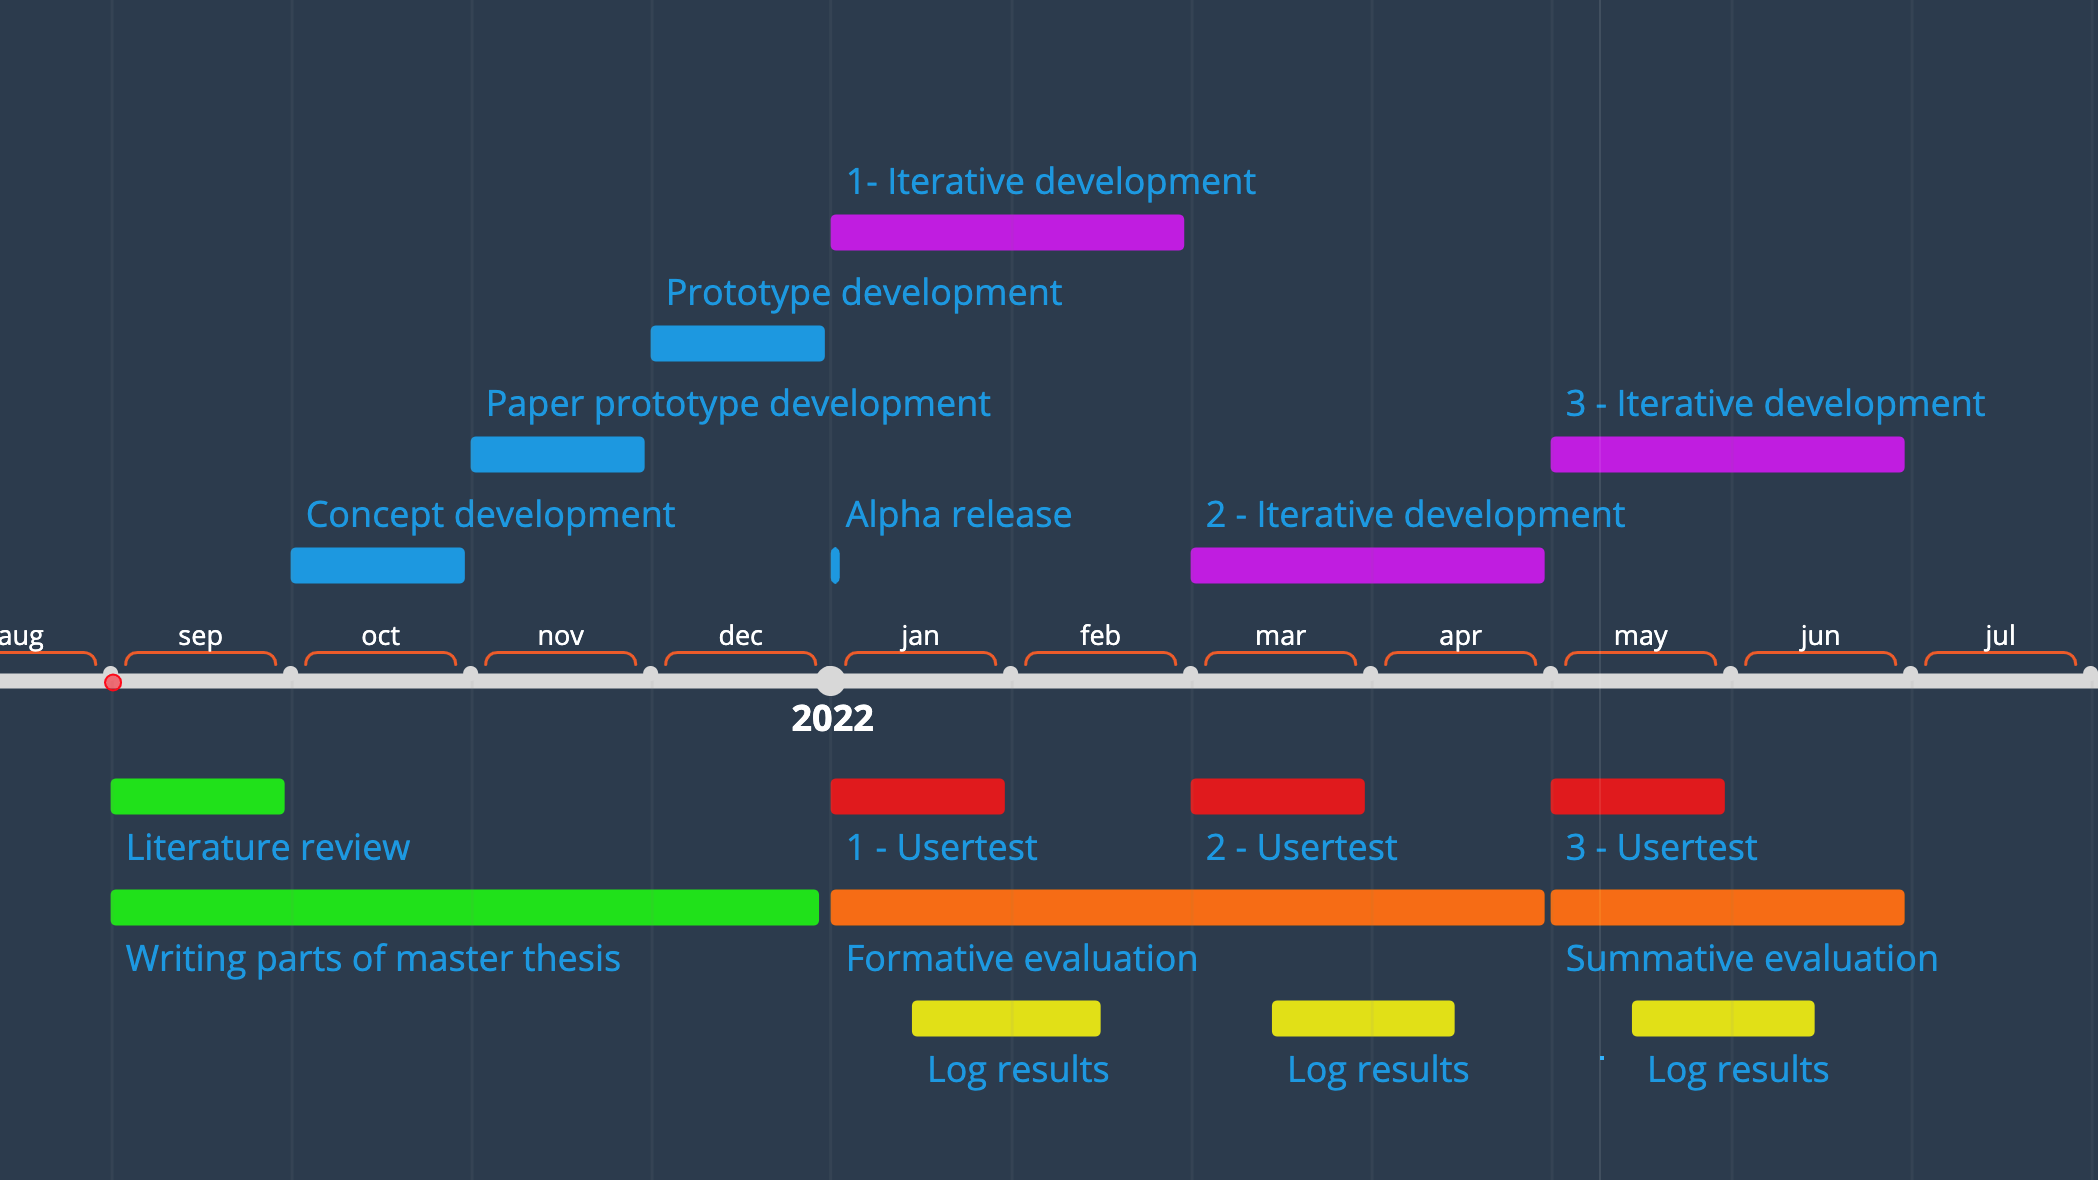 1- Iterative development
Prototype development
Paper prototype development
3 - Iterative development
Concept development
Alpha release
2 - Iterative development
aug sep oct nov dec jan feb mar apr may jun jul
2022
Literature review
1 - Usertest
2 - Usertest
3 - Usertest
Writing parts of master thesis
Formative evaluation
Summative evaluation
Log results
Log results
Log results